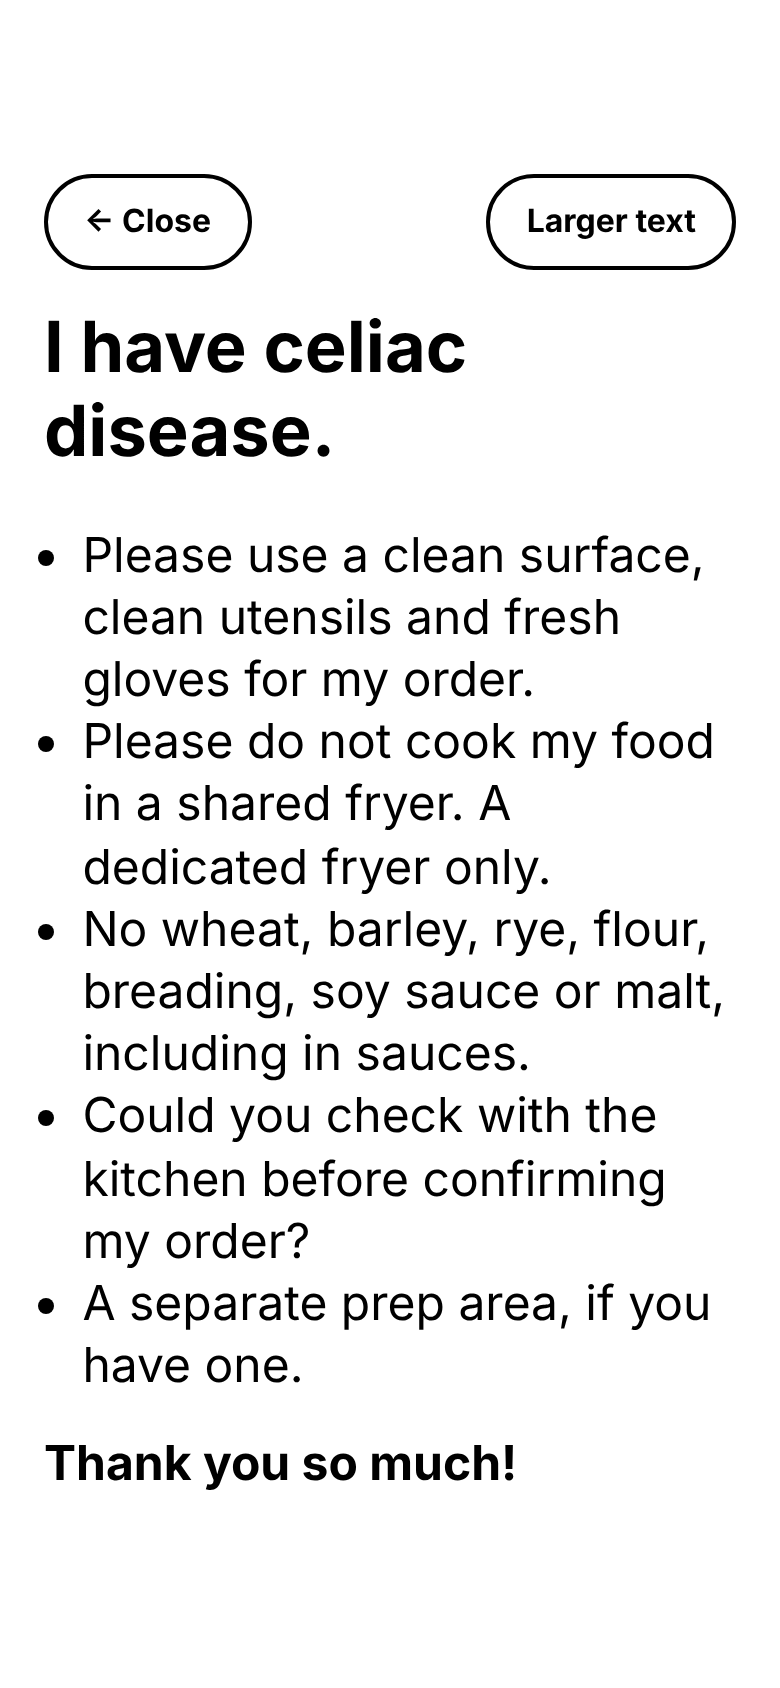 ← Close
Larger text
I have celiac
disease.
• Please use a clean surface,
clean utensils and fresh
gloves for my order.
• Please do not cook my food
in a shared fryer. A
dedicated fryer only.
• No wheat, barley, rye, flour,
breading, soy sauce or malt,
including in sauces.
• Could you check with the
kitchen before confirming
my order?
• A separate prep area, if you
have one.
Thank you so much!